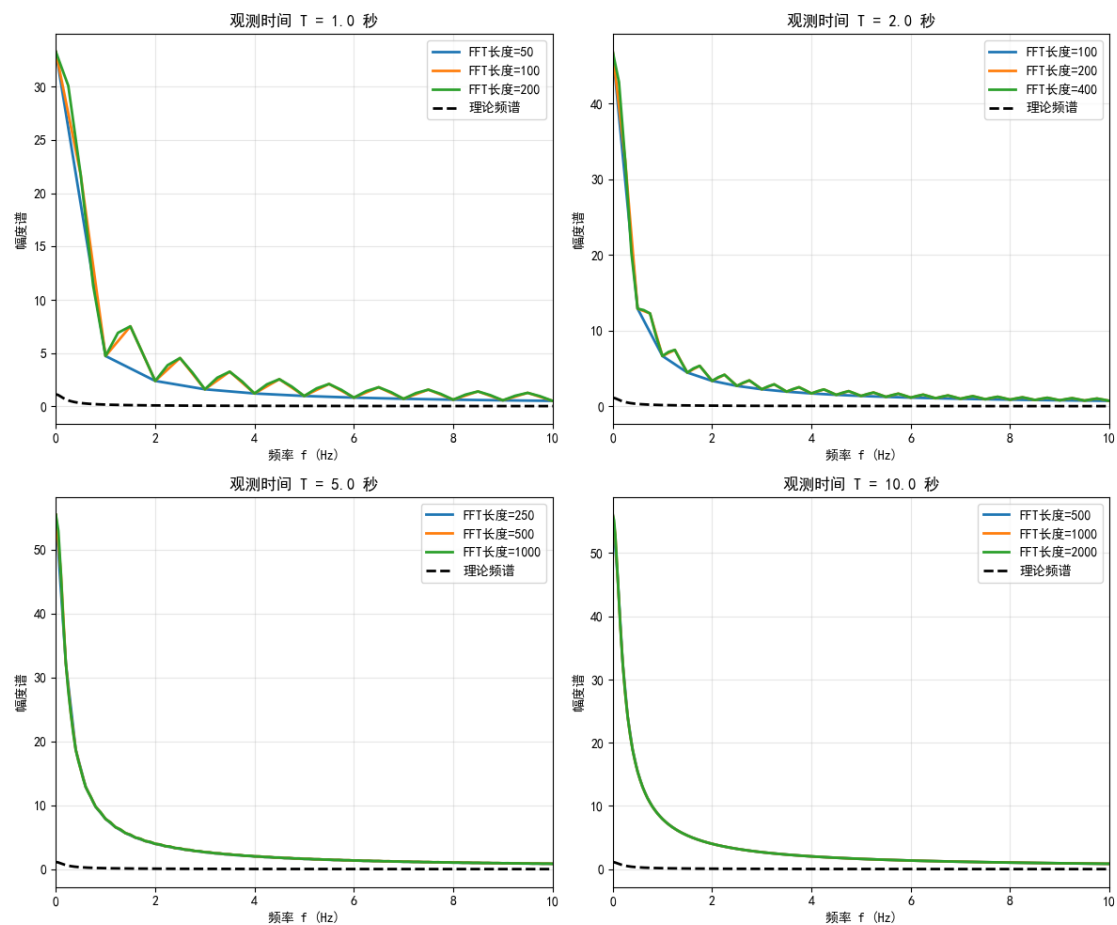 观测时间 T = 1.0 秒
幅度谱
30
25
20
15
10
5
0
FFT长度=50
FFT长度=100
FFT长度=200
理论频谱
0 2 4 6 8 10
频率 f (Hz)
观测时间 T = 2.0 秒
幅度谱
40
30
20
10
0
FFT长度=100
FFT长度=200
FFT长度=400
理论频谱
0 2 4 6 8 10
频率 f (Hz)
观测时间 T = 5.0 秒
幅度谱
50
40
30
20
10
0
FFT长度=250
FFT长度=500
FFT长度=1000
理论频谱
0 2 4 6 8 10
频率 f (Hz)
观测时间 T = 10.0 秒
幅度谱
50
40
30
20
10
0
FFT长度=500
FFT长度=1000
FFT长度=2000
理论频谱
0 2 4 6 8 10
频率 f (Hz)